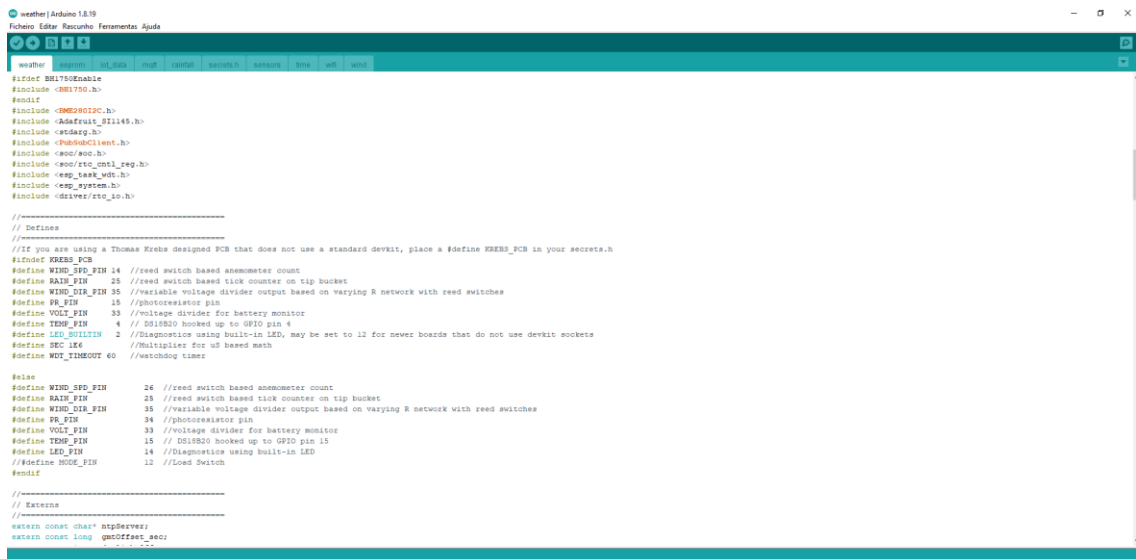 weather | Arduino 1.8.19
Ficheiro Editar Rascunho Ferramentas Ajuda
weather eeprom int_data mqtt rainfall secrets.h sensors time wifi wind
#ifdef BH1750Enable
#include <BH1750.h>
#endif
#include <BME280I2C.h>
#include <Adafruit_SI1145.h>
#include <stdarg.h>
#include <PubSubClient.h>
#include <soc/soc.h>
#include <soc/rtc_cntl_reg.h>
#include <esp_task_wdt.h>
#include <esp_system.h>
#include <driver/rtc_io.h>
//===========================================
// Defines
//===========================================
//If you are using a Thomas Krebs designed PCB that does not use a standard devkit, place a #define KREBS_PCB in your secrets.h
#ifndef KREBS_PCB
#define WIND_SPD_PIN 14 //reed switch based anemometer count
#define RAIN_PIN 25 //reed switch based tick counter on tip bucket
#define WIND_DIR_PIN 35 //variable voltage divider output based on varying R network with reed switches
#define PR_PIN 15 //photoresistor pin
#define VOLT_PIN 33 //voltage divider for battery monitor
#define TEMP_PIN 4 // DS18B20 hooked up to GPIO pin 4
#define LED_BUILTIN 2 //Diagnostics using built-in LED, may be set to 12 for newer boards that do not use devkit sockets
#define SEC 1E6 //Multiplier for uS based math
#define WDT_TIMEOUT 60 //watchdog timer
#else
#define WIND_SPD_PIN 26 //reed switch based anemometer count
#define RAIN_PIN 25 //reed switch based tick counter on tip bucket
#define WIND_DIR_PIN 35 //variable voltage divider output based on varying R network with reed switches
#define PR_PIN 34 //photoresistor pin
#define VOLT_PIN 33 //voltage divider for battery monitor
#define TEMP_PIN 15 // DS18B20 hooked up to GPIO pin 15
#define LED_PIN 14 //Diagnostics using built-in LED
//#define MODE_PIN 12 //Load Switch
#endif
//===========================================
// Externs
//===========================================
extern const char* ntpServer;
extern const long gmtOffset_sec;